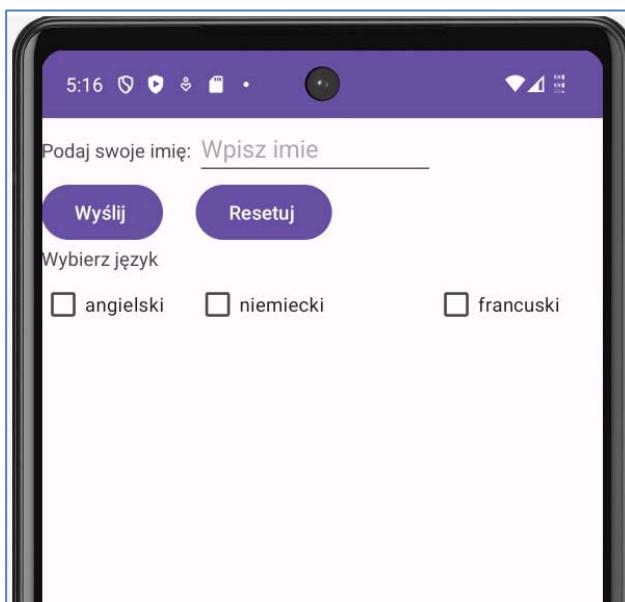 5:16
Podaj swoje imię: Wpisz imie
Wyślij Resetuj
Wybierz język
angielski niemiecki francuski